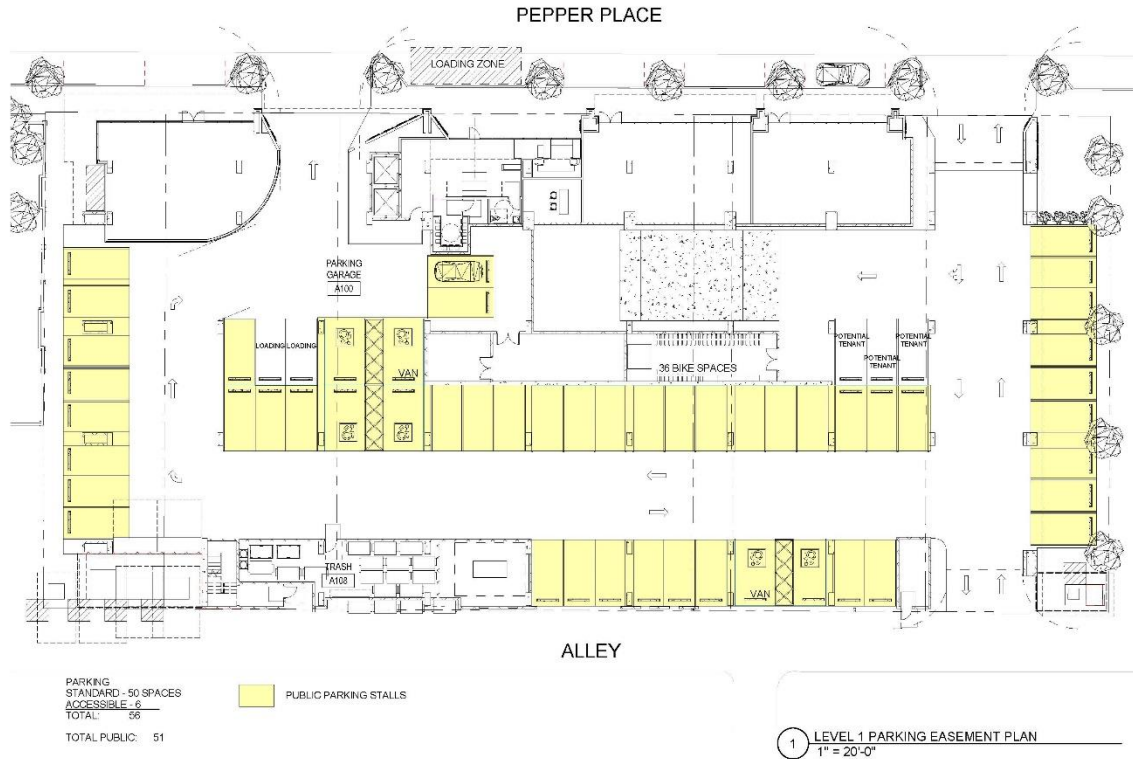 PEPPER PLACE
LOADING ZONE
PARKING
GARAGE
A100
LOADING
LOADING
VAN
36 BIKE SPACES
POTENTIAL
TENANT
POTENTIAL
TENANT
POTENTIAL
TENANT
TRASH
A108
VAN
ALLEY
PARKING
STANDARD - 50 SPACES
ACCESSIBLE - 6
TOTAL: 56
TOTAL PUBLIC: 51
PUBLIC PARKING STALLS
1
LEVEL 1 PARKING EASEMENT PLAN
1" = 20'-0"